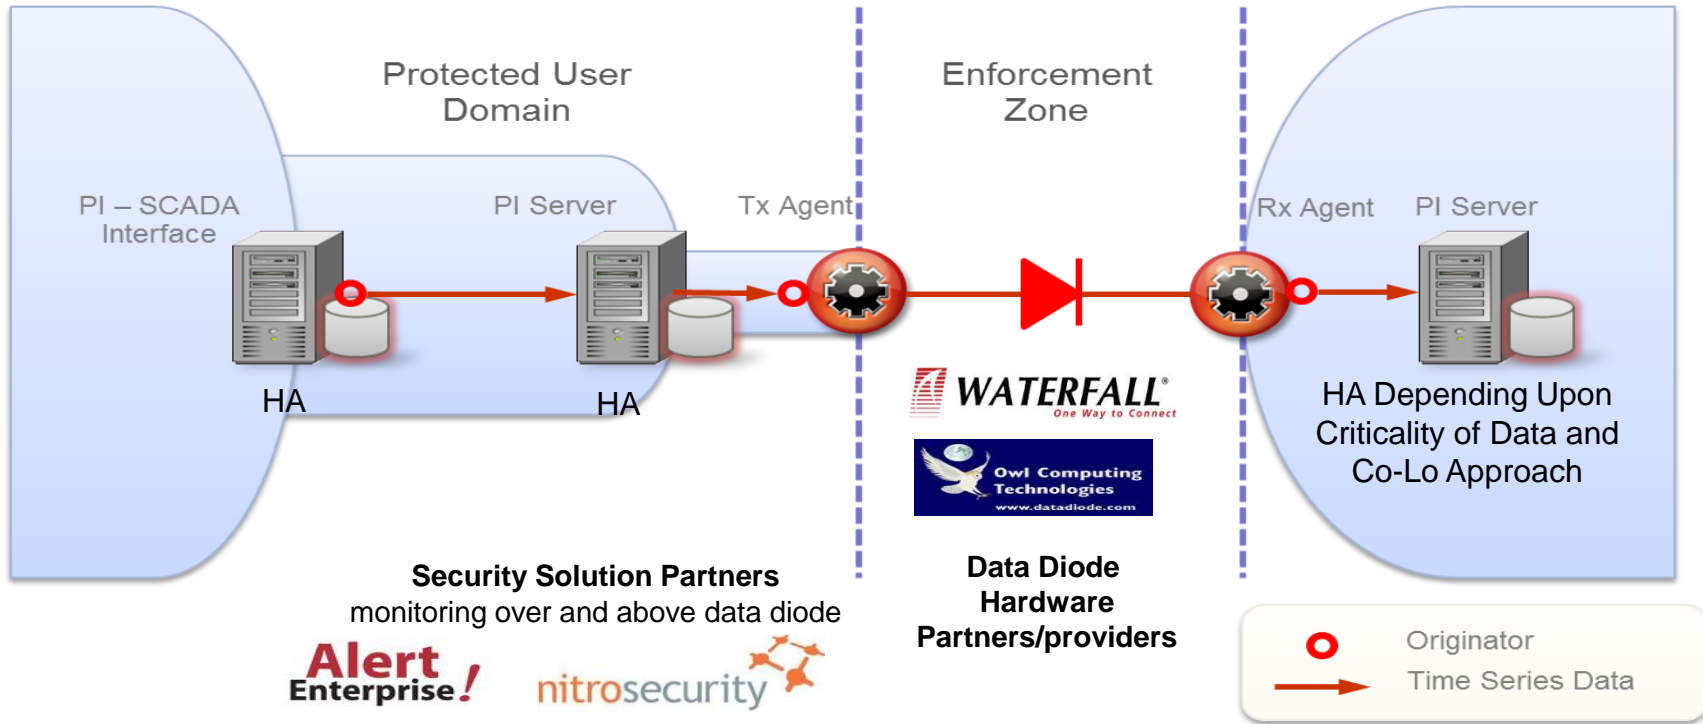 Protected User
Domain
Enforcement
Zone
PI – SCADA
Interface
PI Server
Tx Agent
Rx Agent
PI Server
HA
HA
WATERFALL®
One Way to Connect
Owl Computing
Technologies
www.datadiode.com
HA Depending Upon
Criticality of Data and
Co-Lo Approach
Security Solution Partners
monitoring over and above data diode
Alert
Enterprise!
nitrosecurity
Data Diode
Hardware
Partners/providers
Originator
Time Series Data